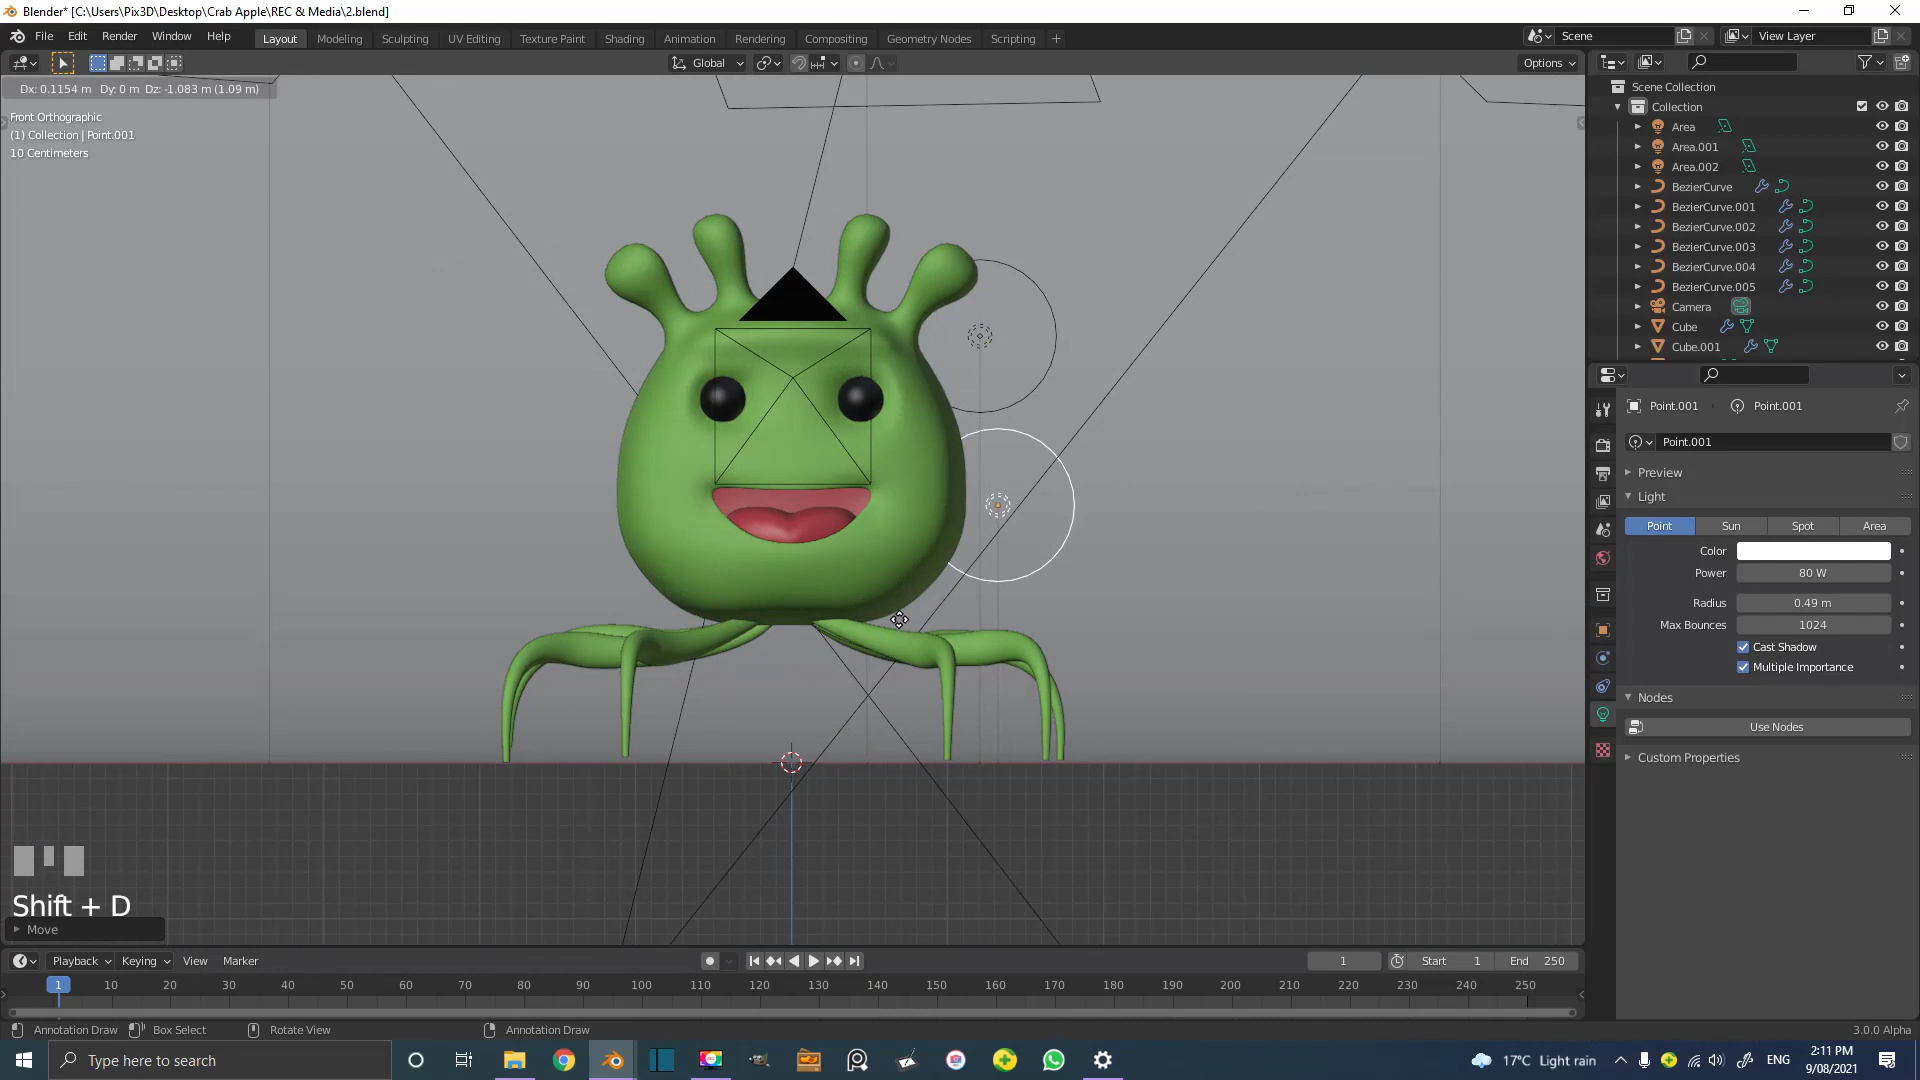 Blender* [C:\Users\Pix3D\Desktop\Crab Apple\REC & Media\2.blend]
File Edit Render Window Help Layout Modeling Sculpting UV Editing Texture Paint Shading Animation Rendering Compositing Geometry Nodes Scripting + Scene View Layer
Global Options
Dx: 0.1154 m Dy: 0 m Dz: -1.083 m (1.09 m)
Front Orthographic
(1) Collection | Point.001
10 Centimeters
Scene Collection
Collection
Area
Area.001
Area.002
BezierCurve
BezierCurve.001
BezierCurve.002
BezierCurve.003
BezierCurve.004
BezierCurve.005
Camera
Cube
Cube.001
Point.001 Point.001
Point.001
Preview
Light
Point Sun Spot Area
Color
Power 80 W
Radius 0.49 m
Max Bounces 1024
Cast Shadow
Multiple Importance
Nodes
Use Nodes
Custom Properties
Shift + D
Move
Playback Keying View Marker 1 Start 1 End 250
1 10 20 30 40 50 60 70 80 90 100 110 120 130 140 150 160 170 180 190 200 210 220 230 240 250
Annotation Draw Box Select Rotate View Annotation Draw 3.0.0 Alpha
Type here to search 17°C Light rain ENG 2:11 PM
9/08/2021